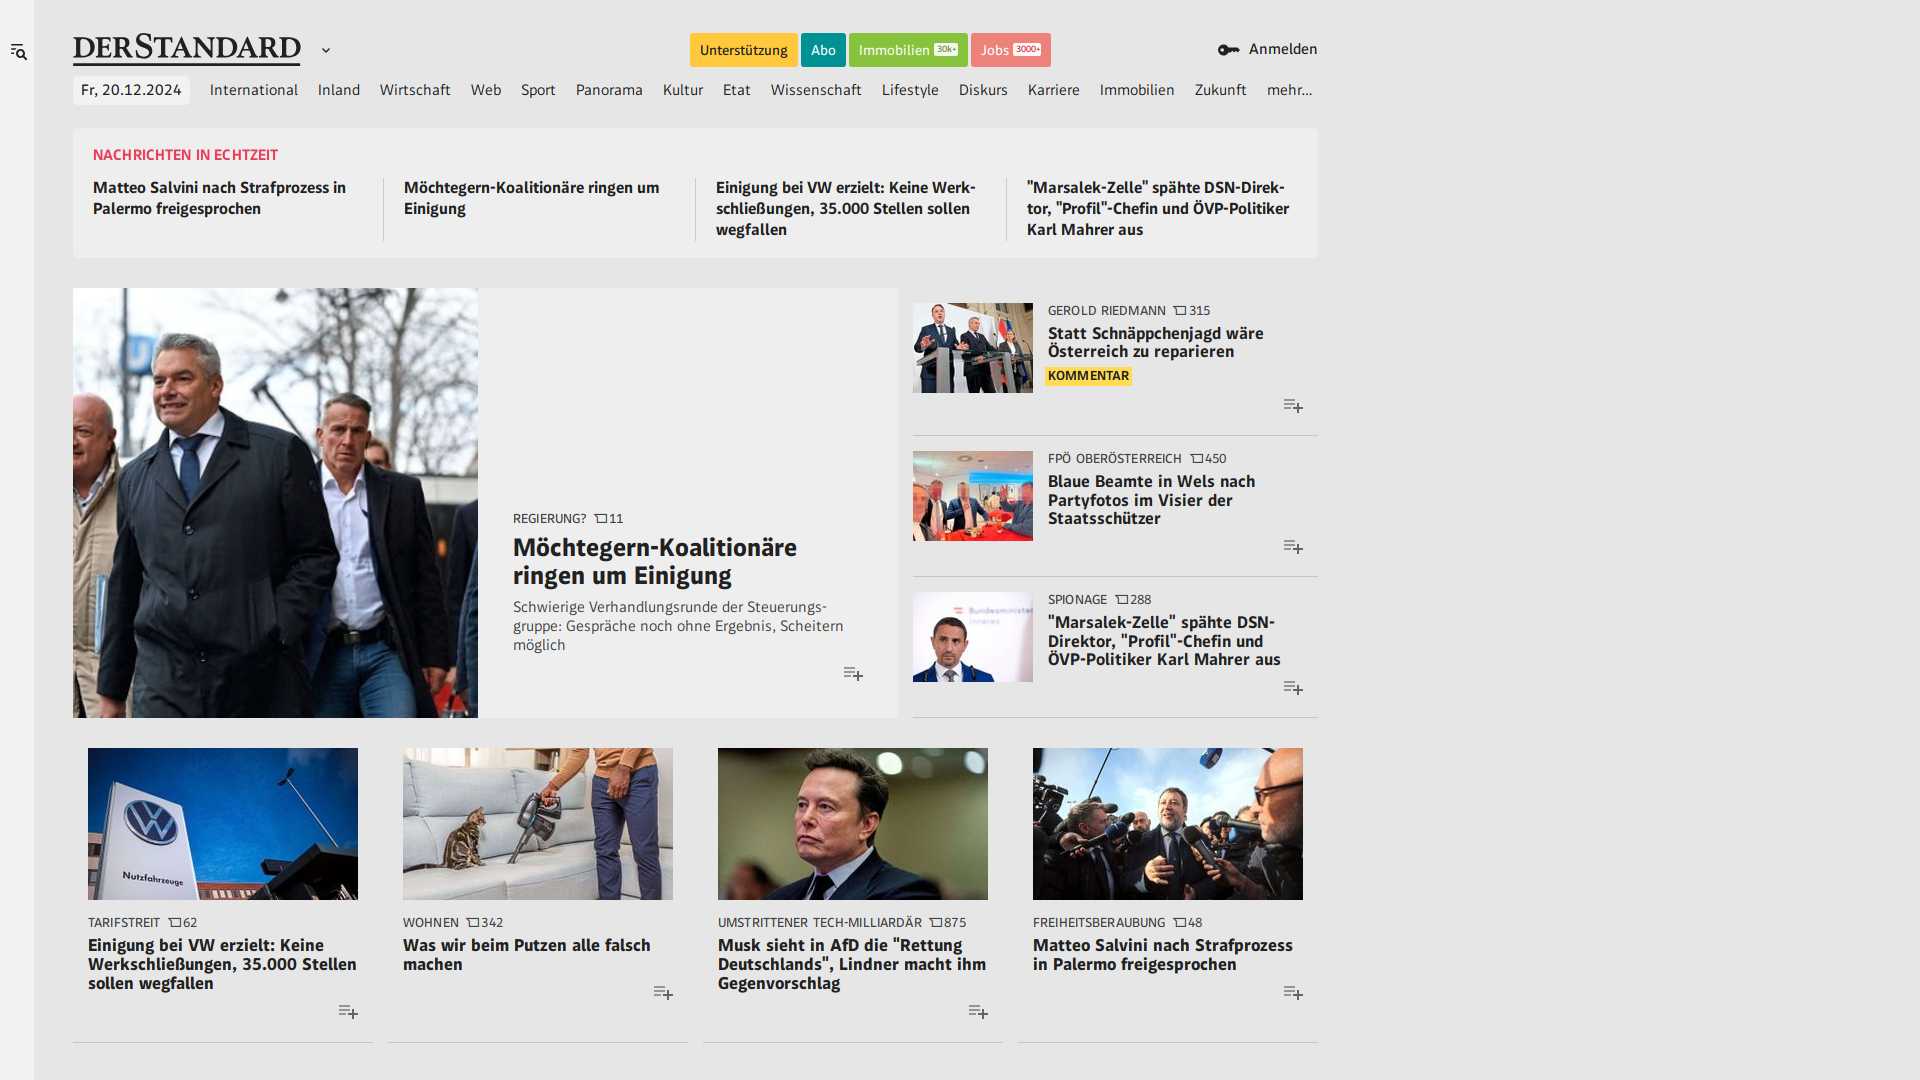 DERSTANDARD
Unterstützung
Abo
Immobilien 30k+
Jobs 3000+
Anmelden
Fr, 20.12.2024
International
Inland
Wirtschaft
Web
Sport
Panorama
Kultur
Etat
Wissenschaft
Lifestyle
Diskurs
Karriere
Immobilien
Zukunft
mehr...
NACHRICHTEN IN ECHTZEIT
Matteo Salvini nach Strafprozess in
Palermo freigesprochen
Möchtegern-Koalitionäre ringen um
Einigung
Einigung bei VW erzielt: Keine Werk-
schließungen, 35.000 Stellen sollen
wegfallen
"Marsalek-Zelle" spähte DSN-Direk-
tor, "Profil"-Chefin und ÖVP-Politiker
Karl Mahrer aus
REGIERUNG? 11
Möchtegern-Koalitionäre
ringen um Einigung
Schwierige Verhandlungsrunde der Steuerungs-
gruppe: Gespräche noch ohne Ergebnis, Scheitern
möglich
GEROLD RIEDMANN 315
Statt Schnäppchenjagd wäre
Österreich zu reparieren
KOMMENTAR
FPÖ OBERÖSTERREICH 450
Blaue Beamte in Wels nach
Partyfotos im Visier der
Staatsschützer
Bundesminister
Inneres
SPIONAGE 288
"Marsalek-Zelle" spähte DSN-
Direktor, "Profil"-Chefin und
ÖVP-Politiker Karl Mahrer aus
Nutzfahrzeuge
TARIFSTREIT 62
Einigung bei VW erzielt: Keine
Werkschließungen, 35.000 Stellen
sollen wegfallen
WOHNEN 342
Was wir beim Putzen alle falsch
machen
UMSTRITTENER TECH-MILLIARDÄR 875
Musk sieht in AfD die "Rettung
Deutschlands", Lindner macht ihm
Gegenvorschlag
FREIHEITSBERAUBUNG 48
Matteo Salvini nach Strafprozess
in Palermo freigesprochen